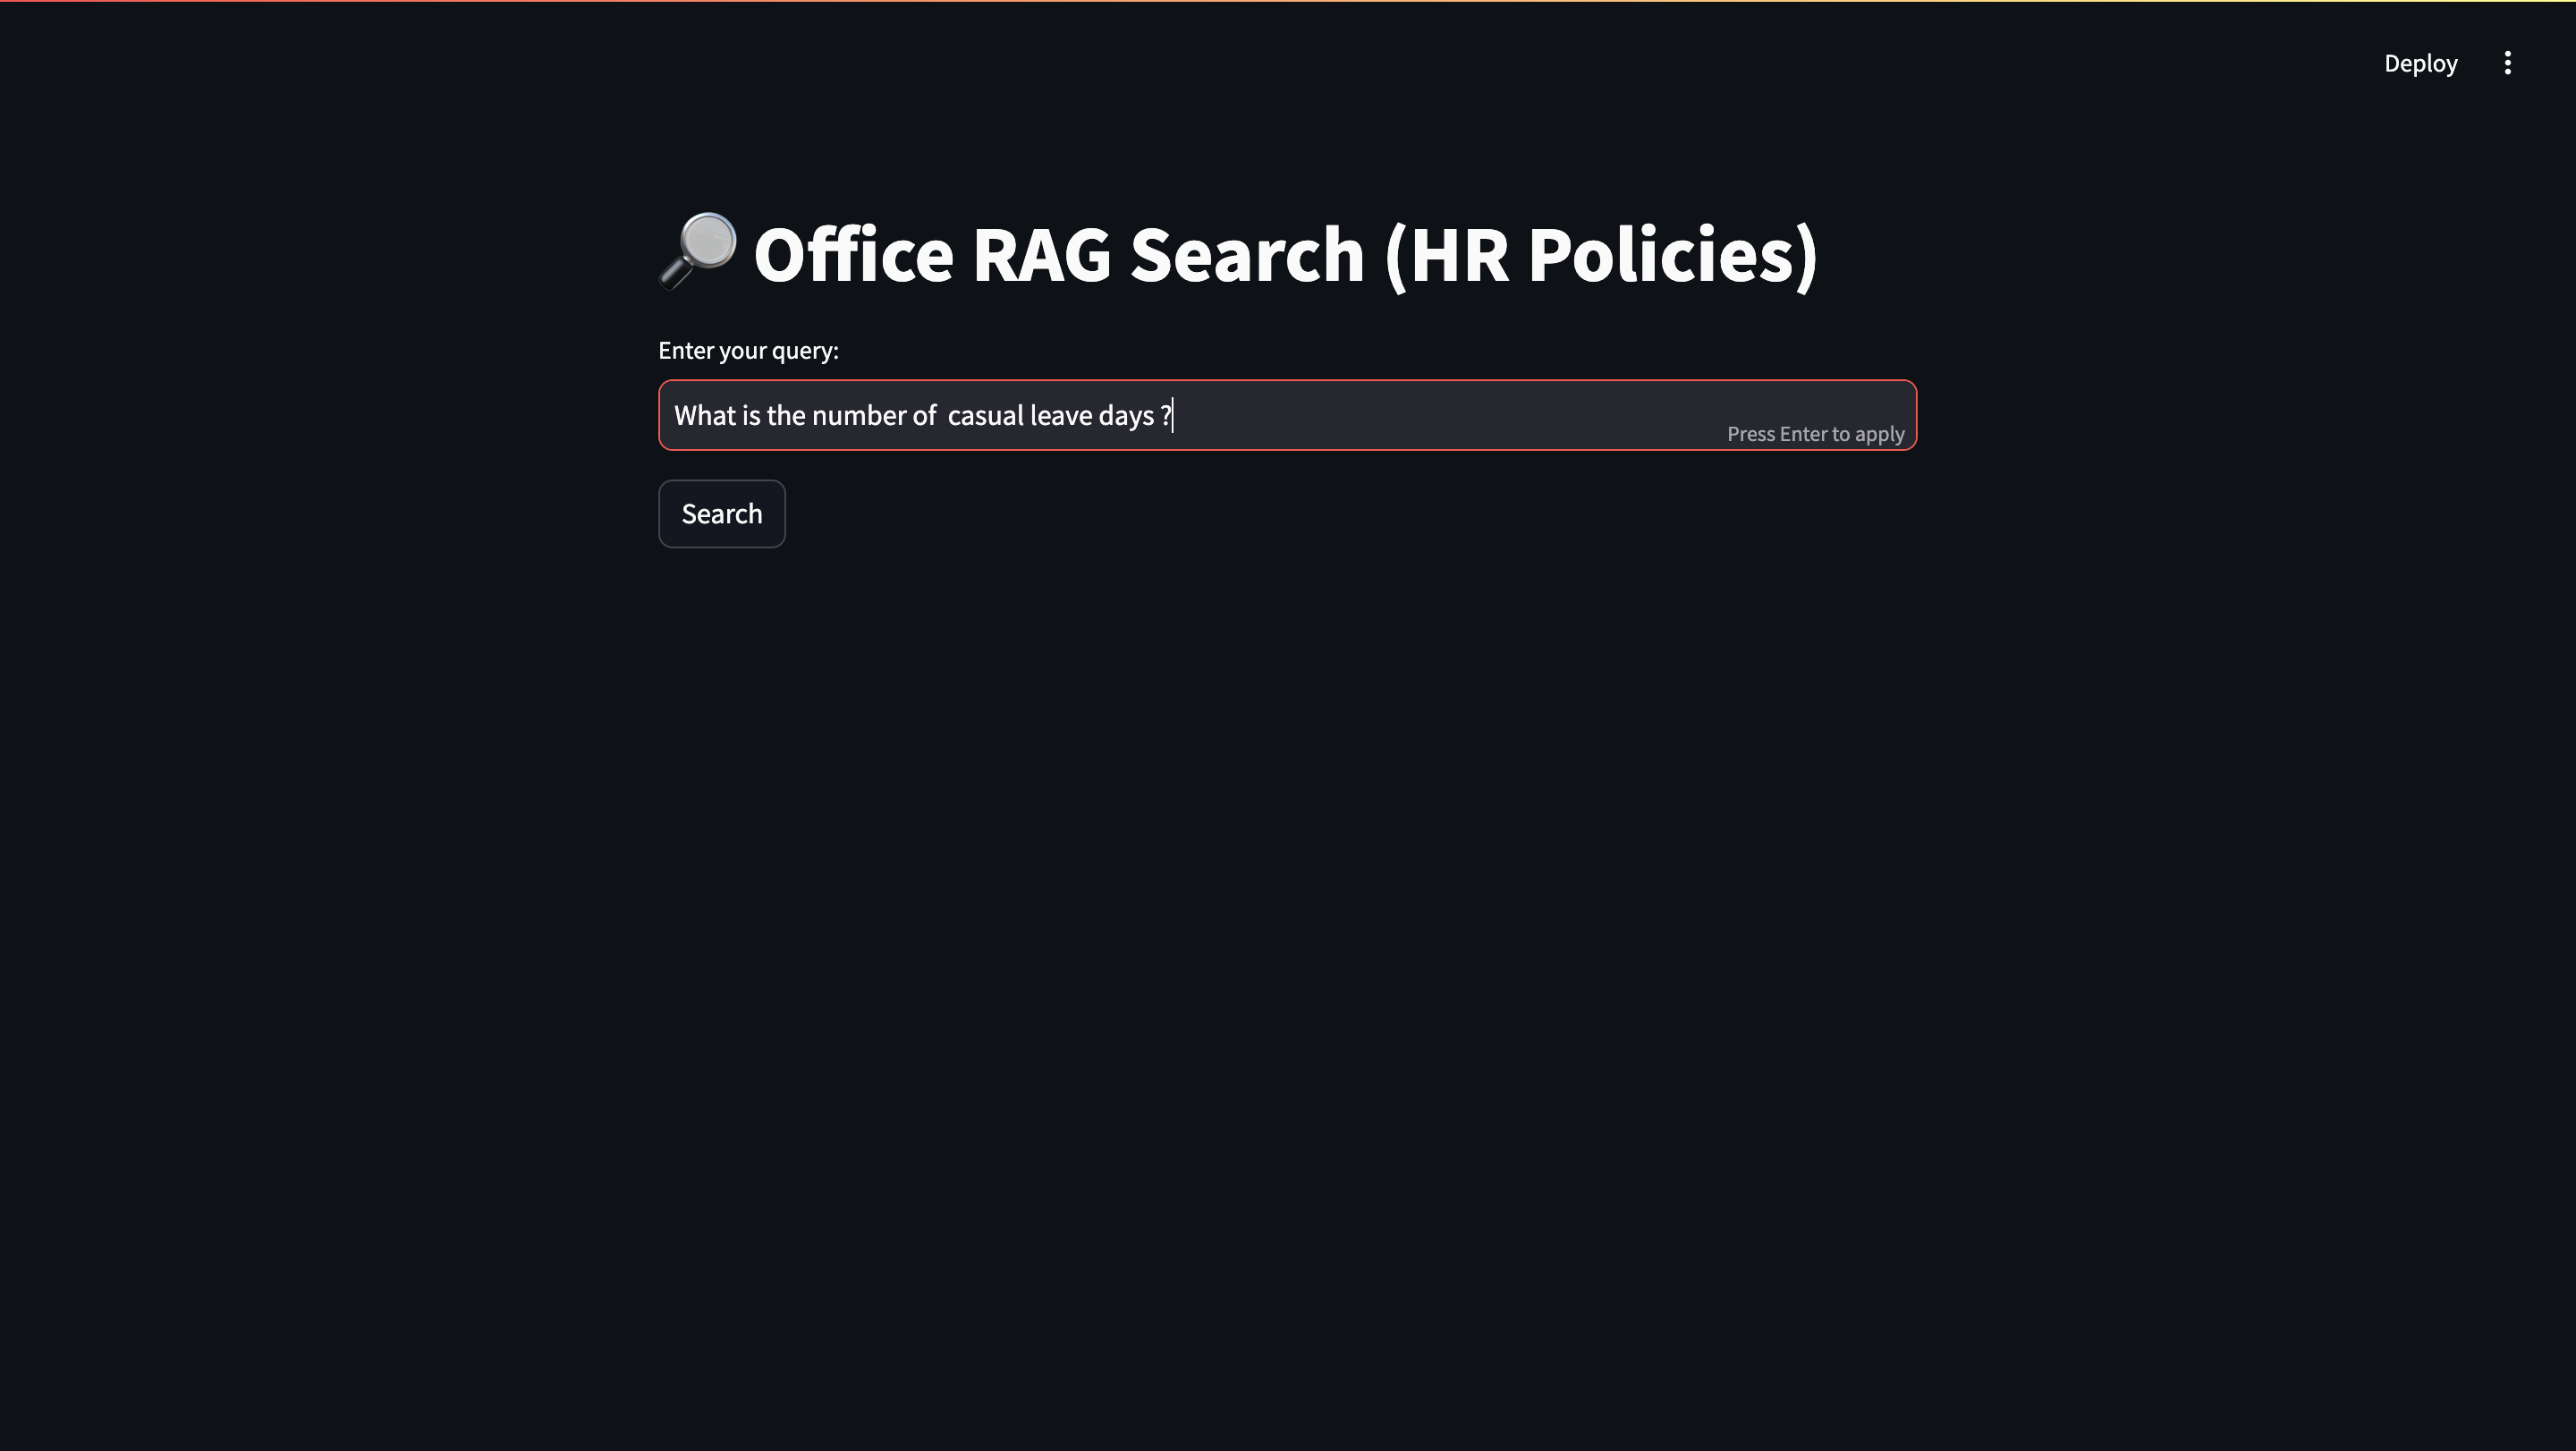 Deploy
🔎 Office RAG Search (HR Policies)
Enter your query:
What is the number of  casual leave days ?
Press Enter to apply
Search